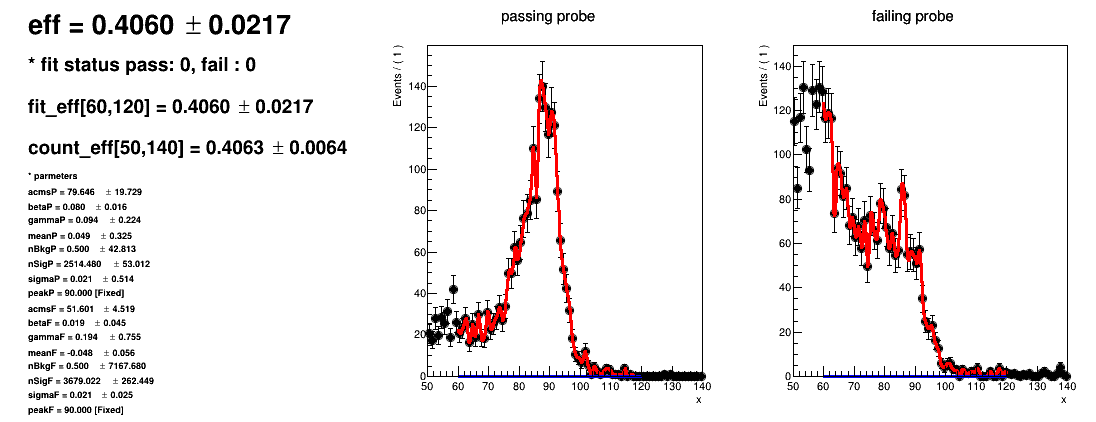 eff = 0.4060 ± 0.0217
* fit status pass: 0, fail : 0
fit_eff[60,120] = 0.4060 ± 0.0217
count_eff[50,140] = 0.4063 ± 0.0064
* parmeters
acmsP = 79.646 ± 19.729
betaP = 0.080 ± 0.016
gammaP = 0.094 ± 0.224
meanP = 0.049 ± 0.325
nBkgP = 0.500 ± 42.813
nSigP = 2514.480 ± 53.012
sigmaP = 0.021 ± 0.514
peakP = 90.000 [Fixed]
acmsF = 51.601 ± 4.519
betaF = 0.019 ± 0.045
gammaF = 0.194 ± 0.755
meanF = -0.048 ± 0.056
nBkgF = 0.500 ± 7167.680
nSigF = 3679.022 ± 262.449
sigmaF = 0.021 ± 0.025
peakF = 90.000 [Fixed]
passing probe
Events / ( 1 )
140
120
100
80
60
40
20
0
50 60 70 80 90 100 110 120 130 140
x
failing probe
Events / ( 1 )
140
120
100
80
60
40
20
0
50 60 70 80 90 100 110 120 130 140
x